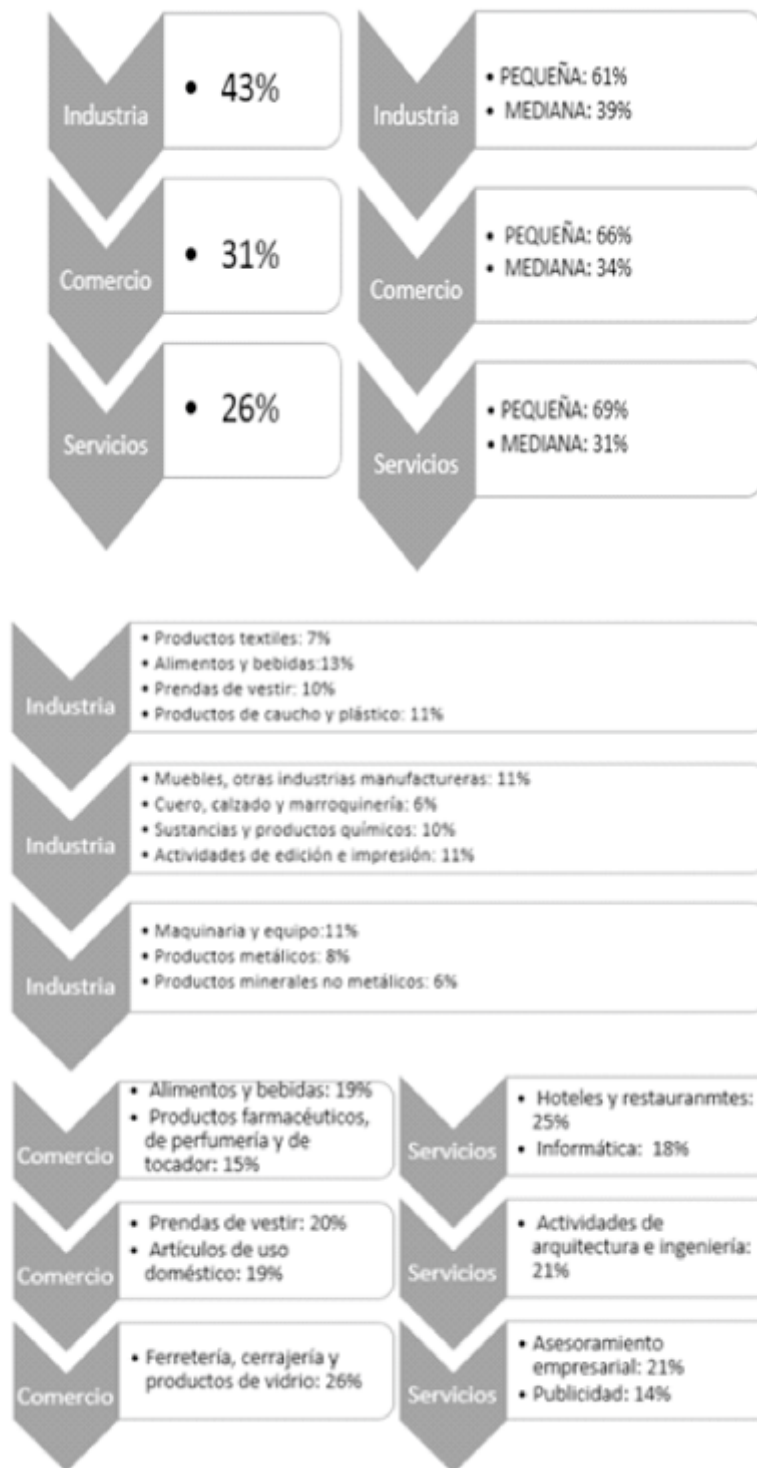 Industria
• 43%
Comercio
• 31%
Servicios
• 26%
Industria
• PEQUEÑA: 61%
• MEDIANA: 39%
Comercio
• PEQUEÑA: 66%
• MEDIANA: 34%
Servicios
• PEQUEÑA: 69%
• MEDIANA: 31%
Industria
• Productos textiles: 7%
• Alimentos y bebidas:13%
• Prendas de vestir: 10%
• Productos de caucho y plástico: 11%
Industria
• Muebles, otras industrias manufactureras: 11%
• Cuero, calzado y marroquinería: 6%
• Sustancias y productos químicos: 10%
• Actividades de edición e impresión: 11%
Industria
• Maquinaria y equipo:11%
• Productos metálicos: 8%
• Productos minerales no metálicos: 6%
Comercio
• Alimentos y bebidas: 19%
• Productos farmacéuticos,
de perfumería y de
tocador: 15%
Comercio
• Prendas de vestir: 20%
• Artículos de uso
doméstico: 19%
Comercio
• Ferretería, cerrajería y
productos de vidrio: 26%
Servicios
• Hoteles y restauranmtes:
25%
• Informática: 18%
Servicios
• Actividades de
arquitectura e ingeniería:
21%
Servicios
• Asesoramiento
empresarial: 21%
• Publicidad: 14%